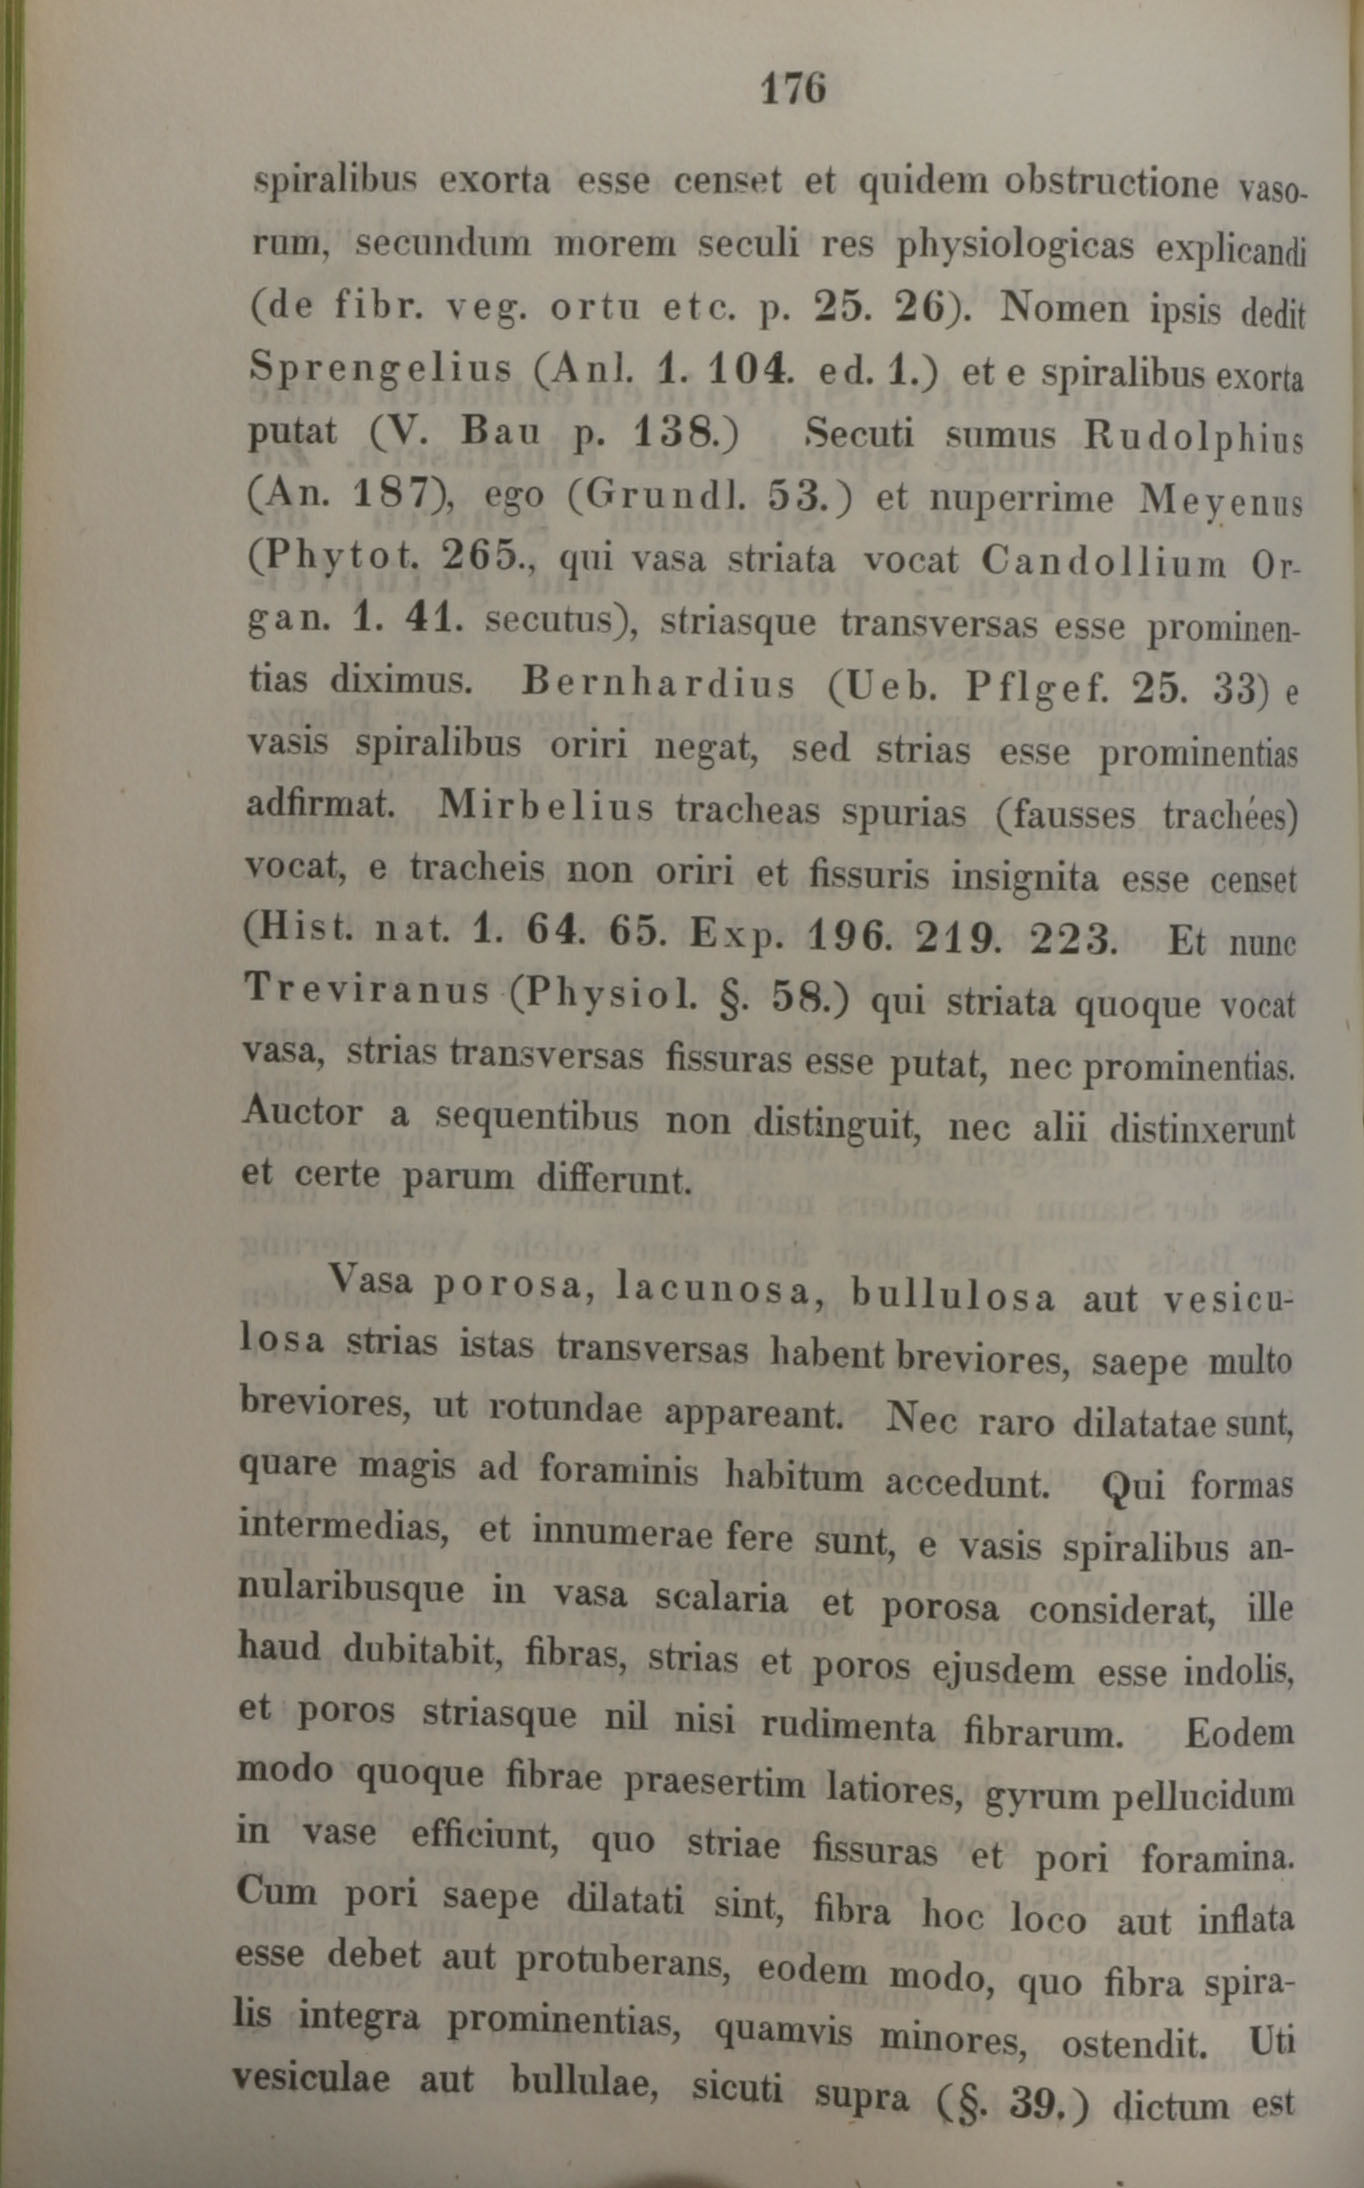 176
spiralibus exorta esse censet et quidem obstructione vaso-
rum, secundum morem seculi res physiologicas explicandi
(de fibr. veg. ortu etc. p. 25. 26). Nomen ipsis dedit
Sprengelius (Anl. 1. 104. ed. 1.) et e spiralibus exorta
putat (V. Bau p. 138.) Secuti sumus Rudolphius
(An. 187), ego (Grundl. 53.) et nuperrime Meyenus
(Phytot. 265., qui vasa striata vocat Candollium Or-
gan. 1. 41. secutus), striasque transversas esse prominen-
tias diximus. Bernhardius (Ueb. Pflgef. 25. 33) e
vasis spiralibus oriri negat, sed strias esse prominentias
adfirmat. Mirbelius tracheas spurias (fausses trachées)
vocat, e tracheis non oriri et fissuris insignita esse censet
(Hist. nat. 1. 64. 65. Exp. 196. 219. 223. Et nunc
Treviranus (Physiol. §. 58.) qui striata quoque vocat
vasa, strias transversas fissuras esse putat, nec prominentias.
Auctor a sequentibus non distinguit, nec alii distinxerunt
et certe parum differunt.
Vasa porosa, lacunosa, bullulosa aut vesicu-
losa strias istas transversas habent breviores, saepe multo
breviores, ut rotundae appareant. Nec raro dilatatae sunt,
quare magis ad foraminis habitum accedunt. Qui formas
intermedias, et innumerae fere sunt, e vasis spiralibus an-
nularibusque in vasa scalaria et porosa considerat, ille
haud dubitabit, fibras, strias et poros ejusdem esse indolis,
et poros striasque nil nisi rudimenta fibrarum. Eodem
modo quoque fibrae praesertim latiores, gyrum pellucidum
in vase efficiunt, quo striae fissuras et pori foramina.
Cum pori saepe dilatati sint, fibra hoc loco aut inflata
esse debet aut protuberans, eodem modo, quo fibra spira-
lis integra prominentias, quamvis minores, ostendit. Uti
vesiculae aut bullulae, sicuti supra (§. 39.) dictum est